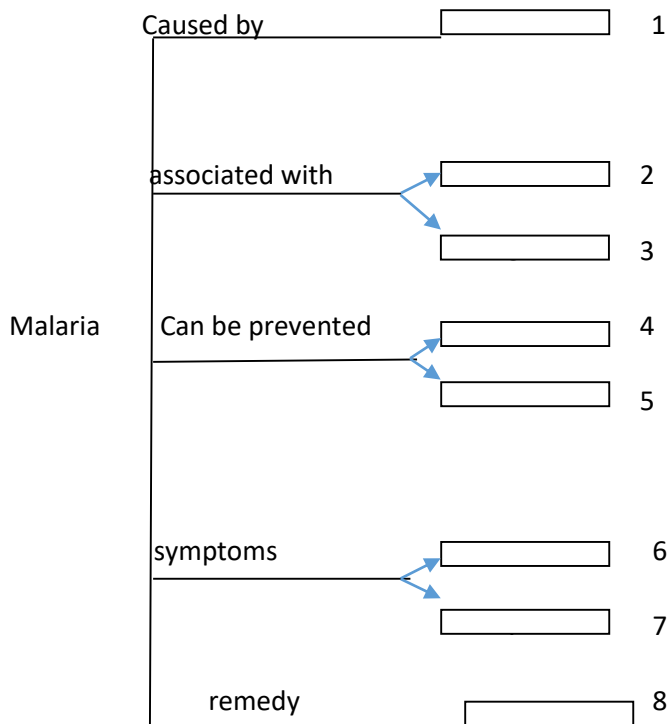 Caused by 1
associated with 2
3
Malaria Can be prevented 4
5
symptoms 6
7
remedy 8